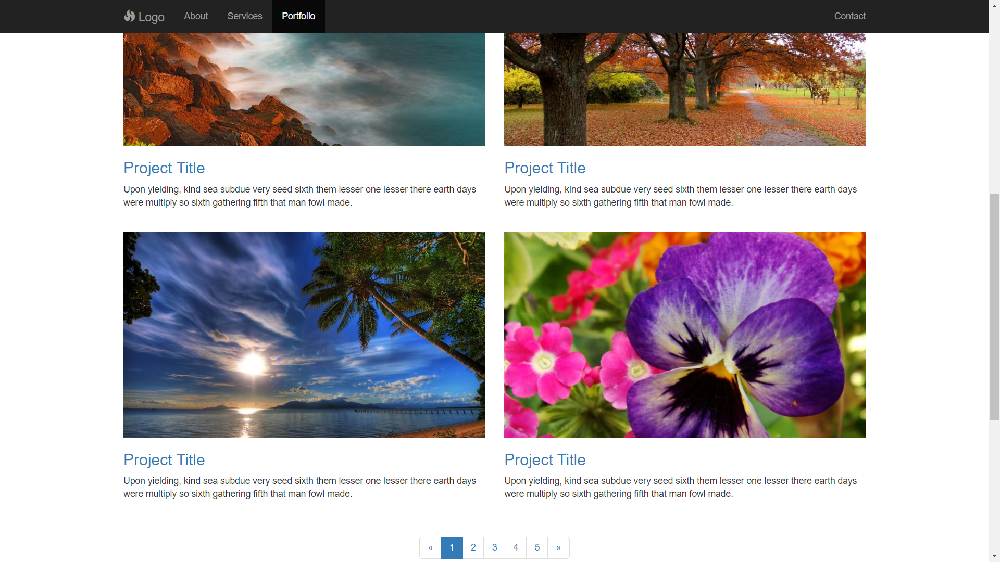 Logo About Services Portfolio Contact
Project Title
Upon yielding, kind sea subdue very seed sixth them lesser one lesser there earth days
were multiply so sixth gathering fifth that man fowl made.
Project Title
Upon yielding, kind sea subdue very seed sixth them lesser one lesser there earth days
were multiply so sixth gathering fifth that man fowl made.
Project Title
Upon yielding, kind sea subdue very seed sixth them lesser one lesser there earth days
were multiply so sixth gathering fifth that man fowl made.
Project Title
Upon yielding, kind sea subdue very seed sixth them lesser one lesser there earth days
were multiply so sixth gathering fifth that man fowl made.
« 1 2 3 4 5 »